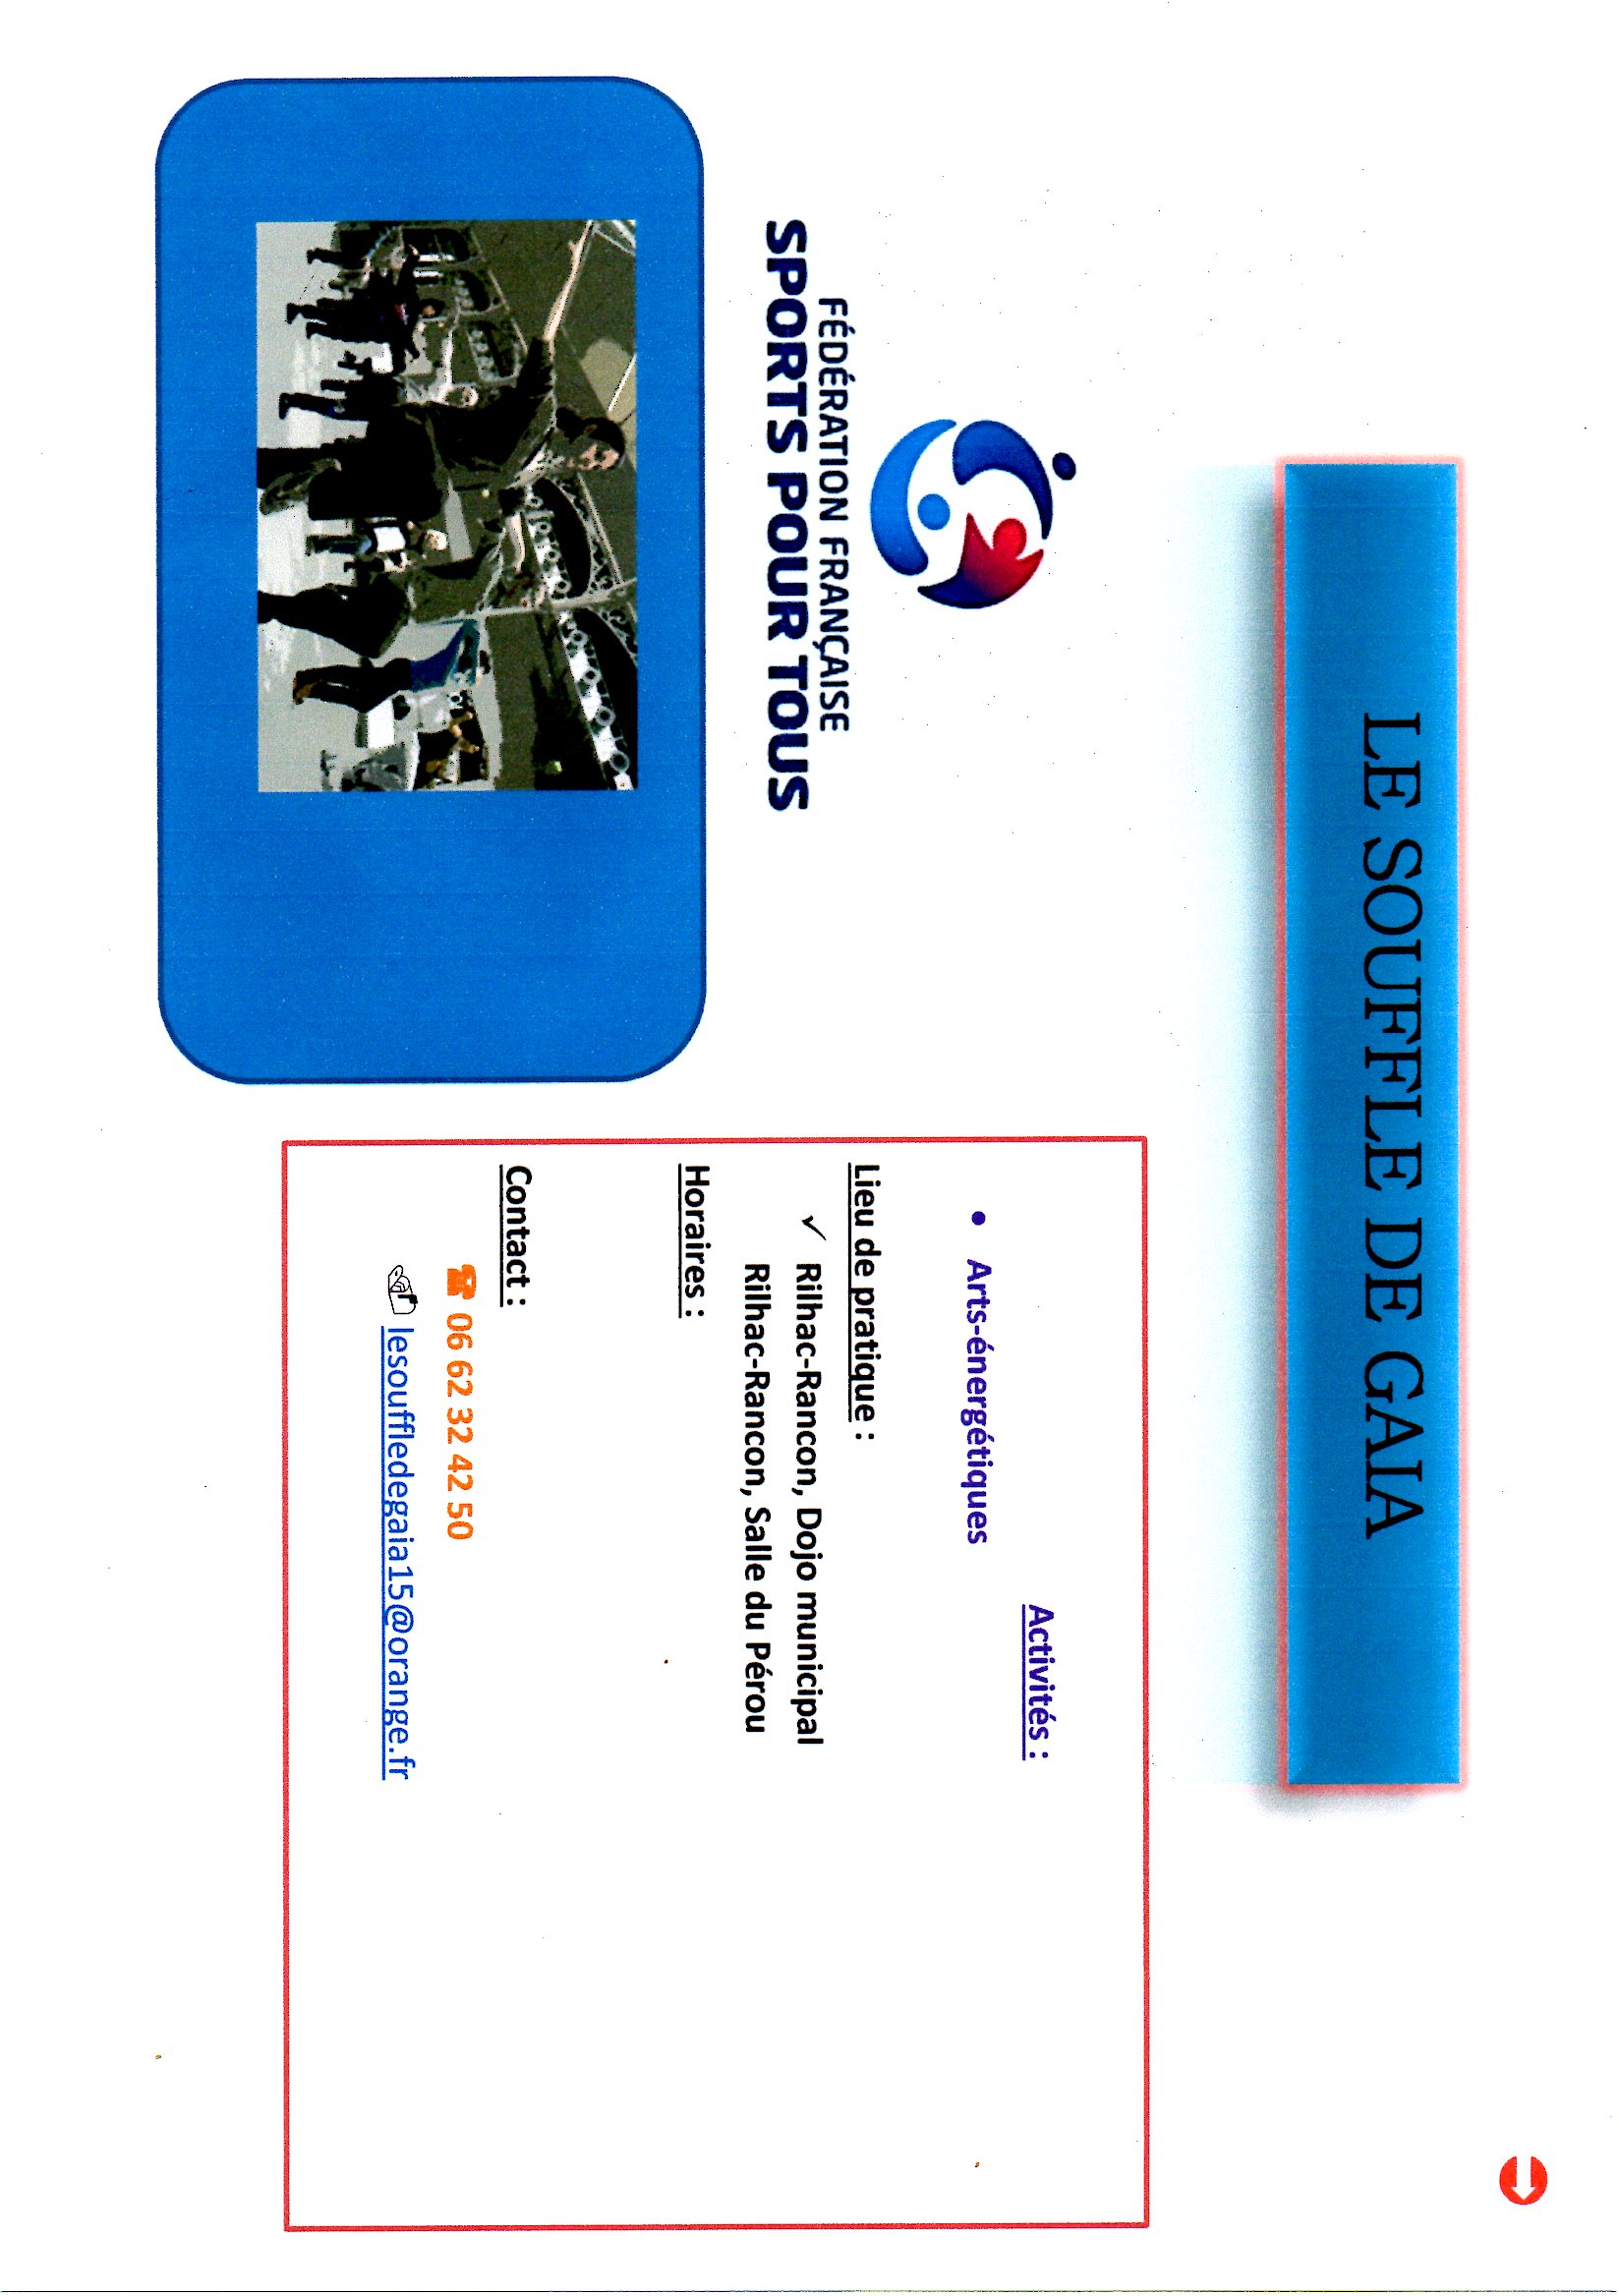 LE SOUFFLE DE GAIA
FÉDÉRATION FRANÇAISE
SPORTS POUR TOUS
Activités :
• Arts-énergétiques
Lieu de pratique :
✓ Rilhac-Rancon, Dojo municipal
Rilhac-Rancon, Salle du Pérou
Horaires :
Contact :
☎ 06 62 32 42 50
lesouffledegaia15@orange.fr